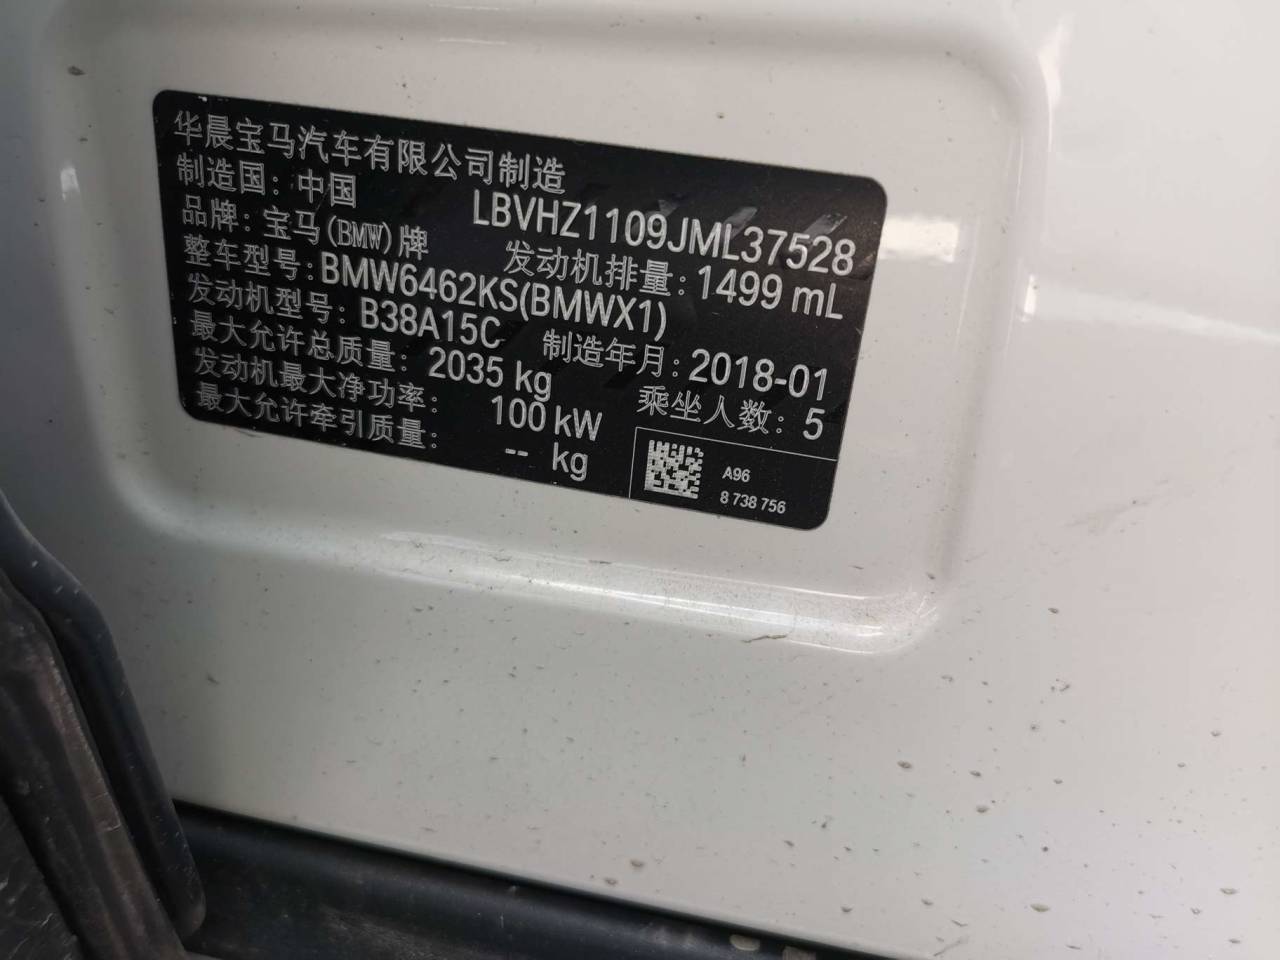 华晨宝马汽车有限公司制造
制造国：中国
LBVHZ1109JML37528
品牌：宝马(BMW)牌
发动机排量：1499 mL
整车型号：BMW6462KS(BMWX1)
发动机型号：B38A15C
制造年月：2018-01
最大允许总质量：2035 kg
乘坐人数：5
发动机最大净功率：100 kW
最大允许牵引质量：-- kg
A96
8 738 756